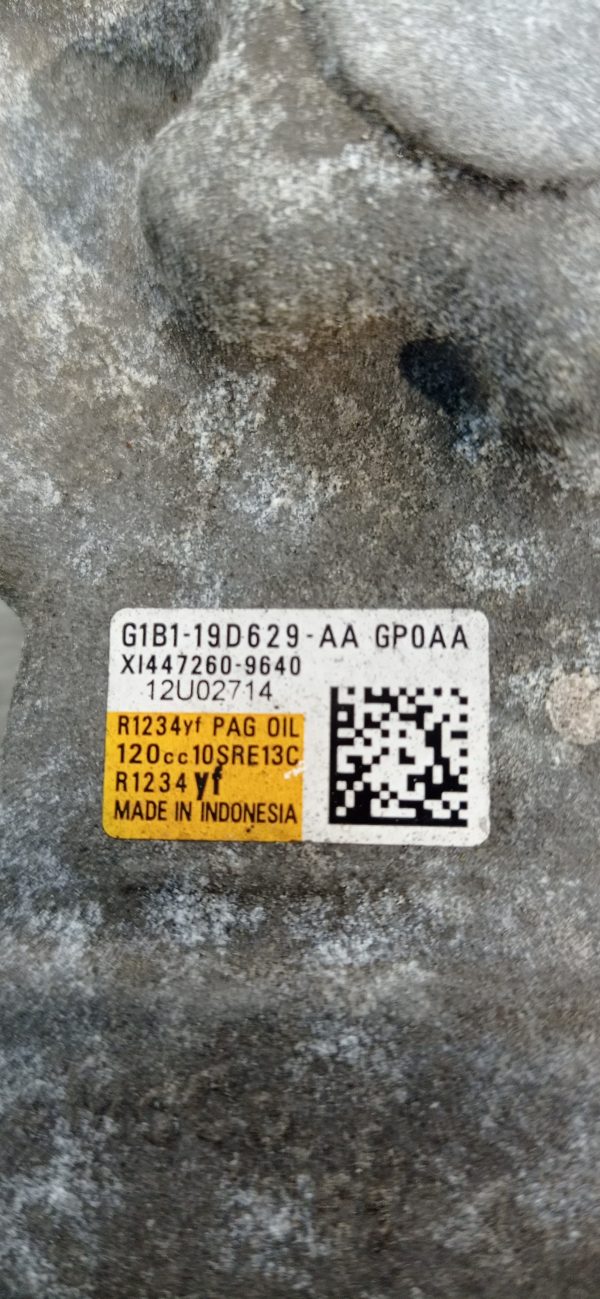 G1B1-19D629-AA GP0AA
XI447260-9640
12U02714
R1234yf PAG OIL
120cc10SRE13C
R1234yf
MADE IN INDONESIA